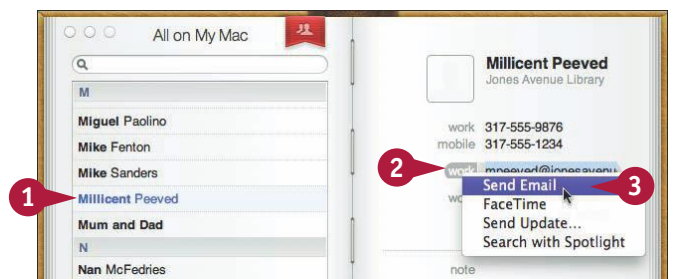 All on My Mac
M
Miguel Paolino
Mike Fenton
Mike Sanders
1
Millicent Peeved
Mum and Dad
N
Nan McFedries
Millicent Peeved
Jones Avenue Library
work 317-555-9876
mobile 317-555-1234
2
work mpeeved@jonesavenu
3
Send Email
FaceTime
Send Update...
Search with Spotlight
note